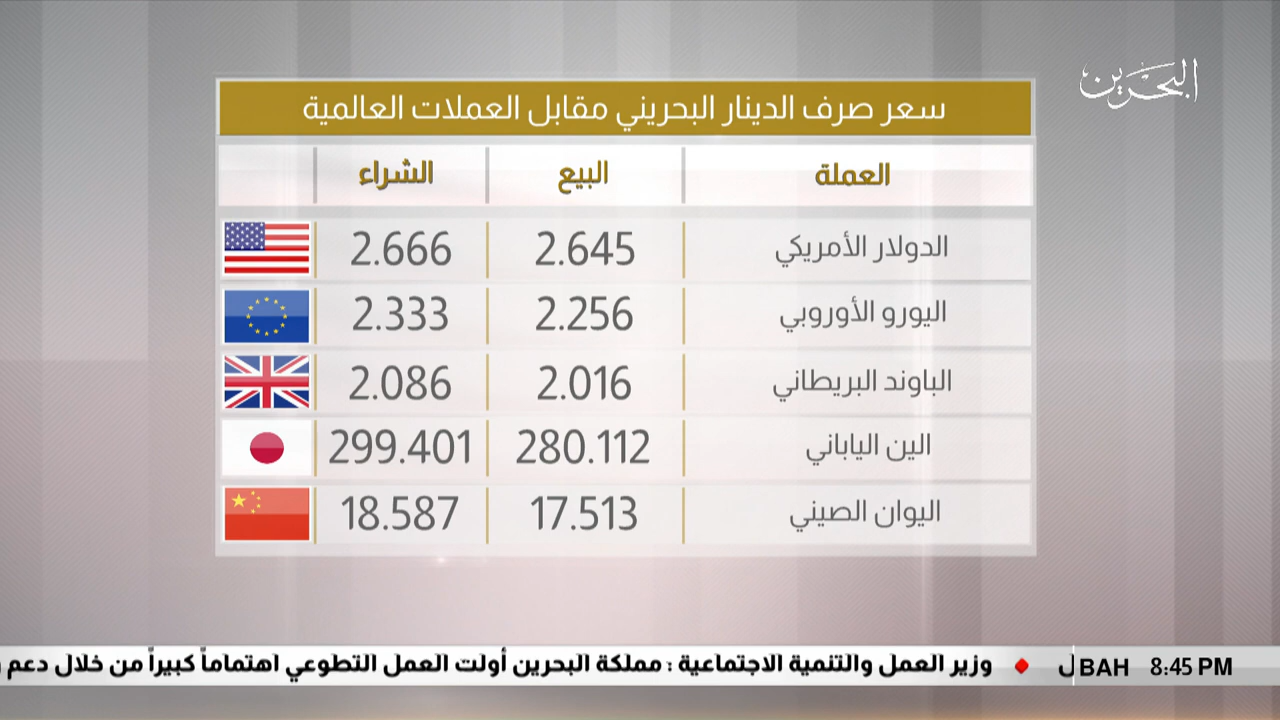 البحرين
سعر صرف الدينار البحريني مقابل العملات العالمية
العملة البيع الشراء
الدولار الأمريكي 2.645 2.666
اليورو الأوروبي 2.256 2.333
الباوند البريطاني 2.016 2.086
الين الياباني 280.112 299.401
اليوان الصيني 17.513 18.587
BAH 8:45 PM
وزير العمل والتنمية الاجتماعية : مملكة البحرين أولت العمل التطوعي اهتماماً كبيراً من خلال دعم